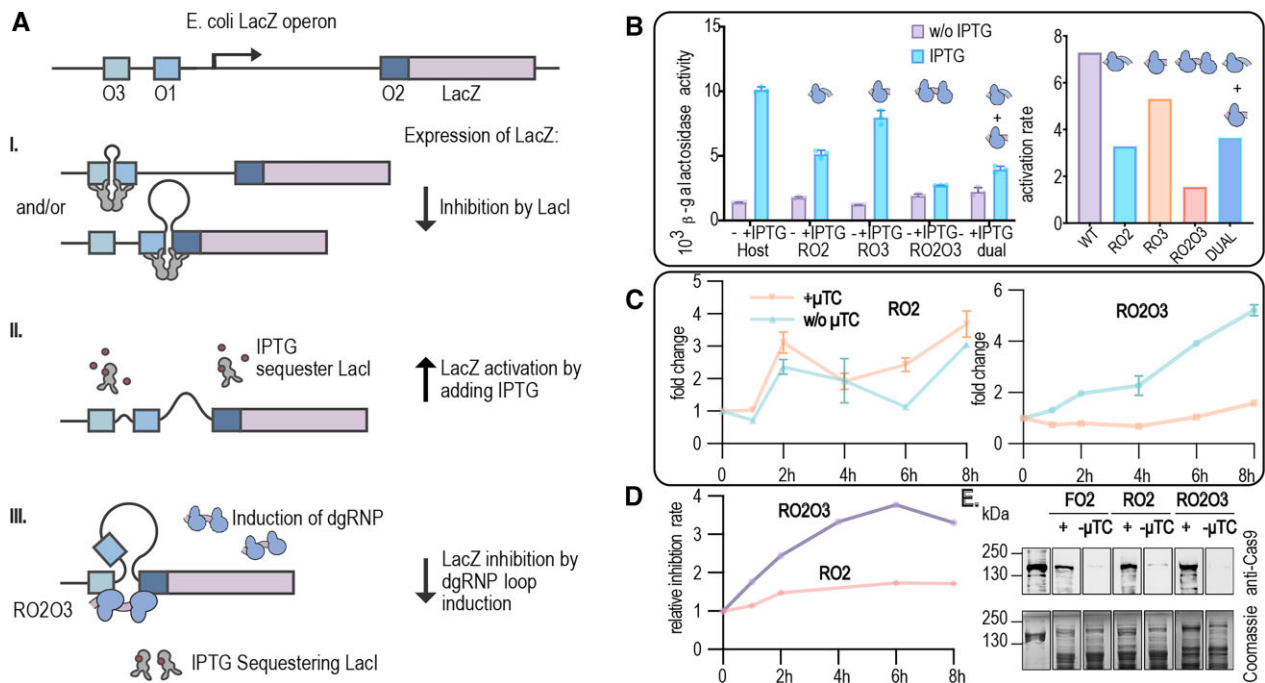 A
E. coli LacZ operon
O3 O1 O2 LacZ
I.
Expression of LacZ:
and/or
Inhibition by LacI
II.
IPTG
sequester LacI
LacZ activation by
adding IPTG
III.
Induction of dgRNP
LacZ inhibition by
dgRNP loop
induction
RO2O3
IPTG Sequestering LacI
B
w/o IPTG
IPTG
10³ β-galactosidase activity
15
10
5
0
- +IPTG - +IPTG -+IPTG -+IPTG- +IPTG
Host RO2 RO3 RO2O3 dual
activation rate
8
6
4
2
0
+
+
WT RO2 RO3 RO2O3 DUAL
C
+µTC
w/o µTC
RO2
fold change
5
4
3
2
1
0
0 2h 4h 6h 8h
RO2O3
fold change
6
4
2
0
0 2h 4h 6h 8h
D
relative inhibition rate
4
3
2
1
0
RO2O3
RO2
0 2h 4h 6h 8h
E.
kDa
FO2 RO2 RO2O3
+ -µTC + -µTC + -µTC
250
130
anti-Cas9
250
130
Coomassie